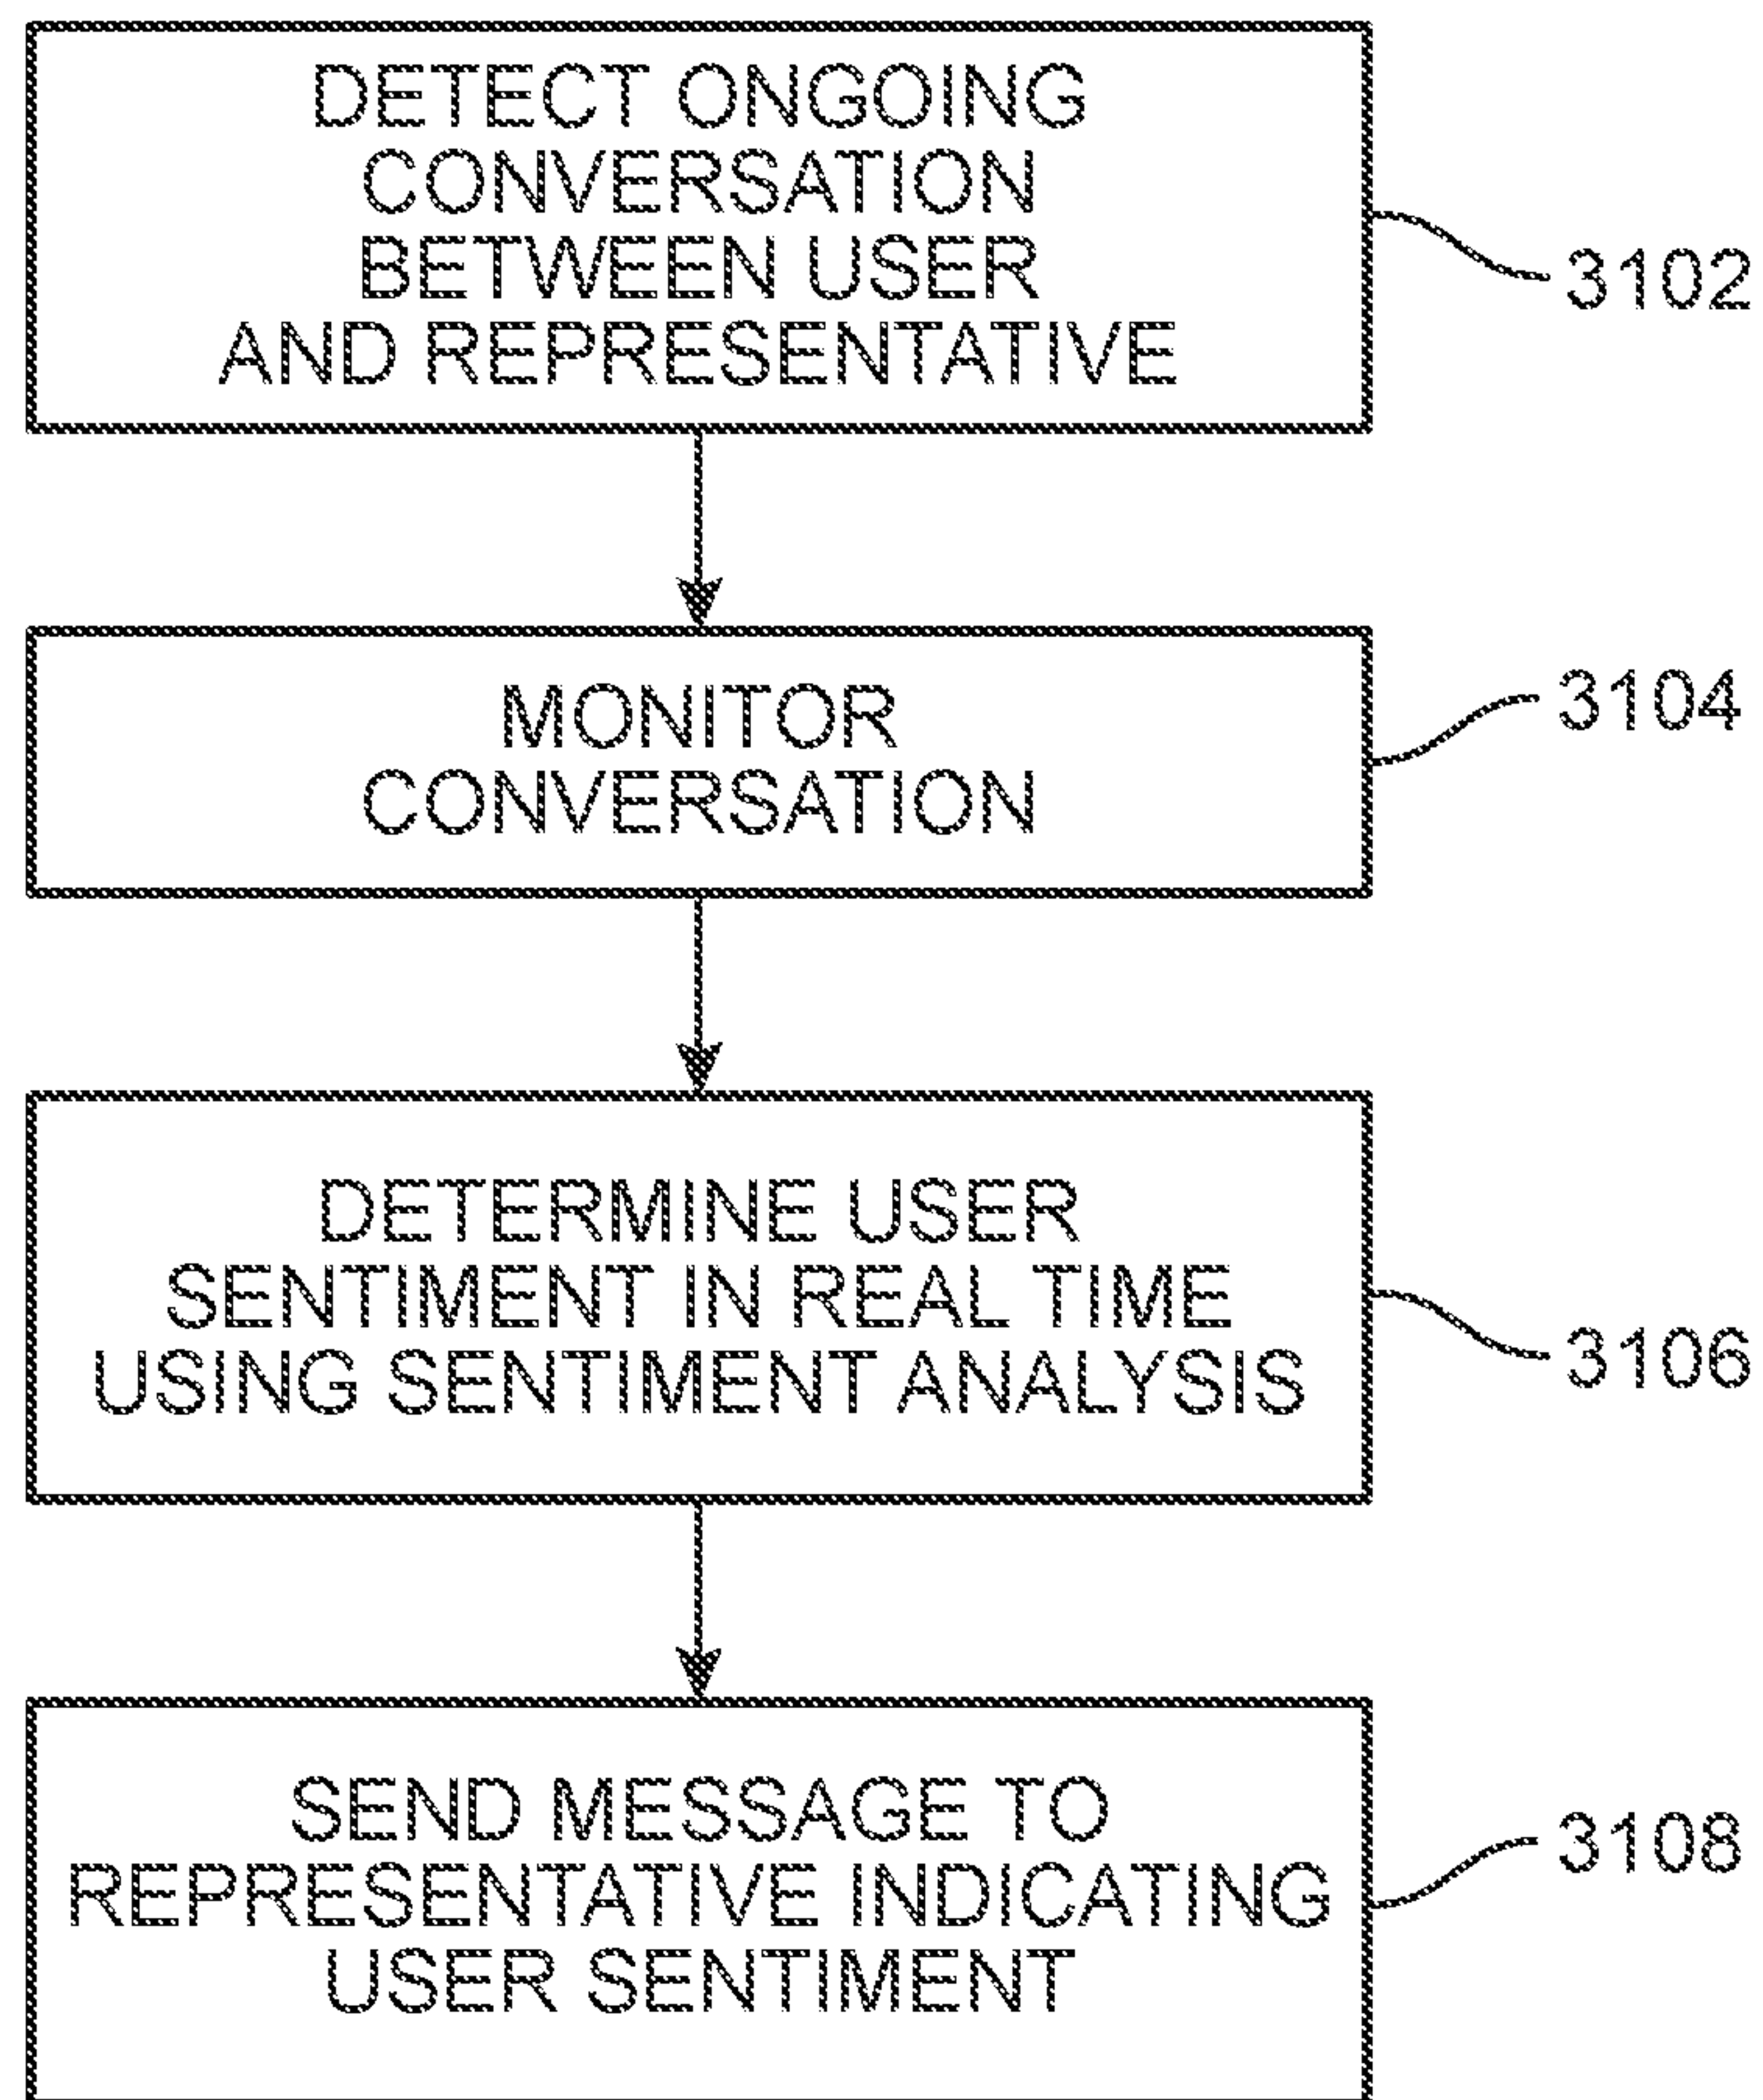 DETECT ONGOING
CONVERSATION
BETWEEN USER
AND REPRESENTATIVE
3102
MONITOR
CONVERSATION
3104
DETERMINE USER
SENTIMENT IN REAL TIME
USING SENTIMENT ANALYSIS
3106
SEND MESSAGE TO
REPRESENTATIVE INDICATING
USER SENTIMENT
3108